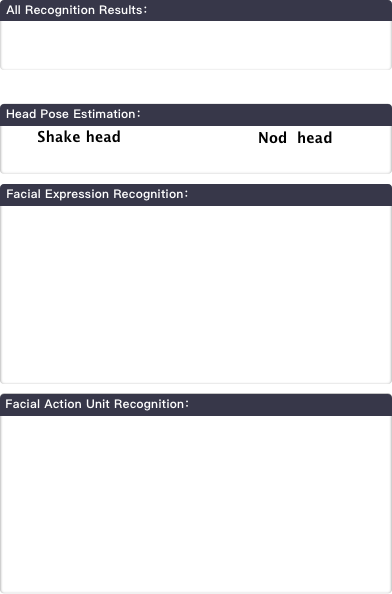 All Recognition Results:
Head Pose Estimation:
Shake head Nod head
Facial Expression Recognition:
Facial Action Unit Recognition: